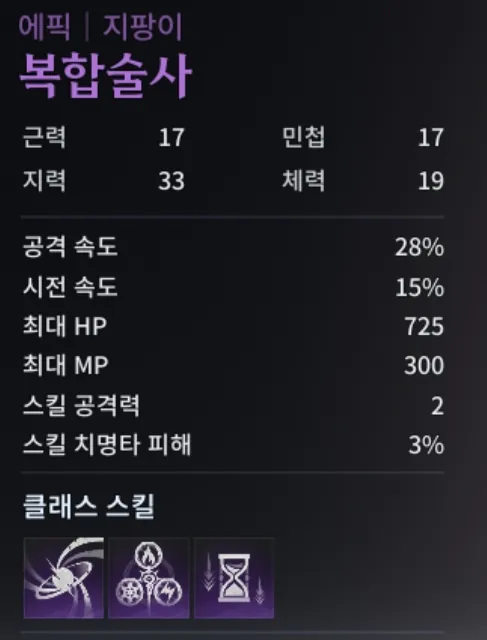 에픽 | 지팡이
복합술사
근력 17 민첩 17
지력 33 체력 19
공격 속도 28%
시전 속도 15%
최대 HP 725
최대 MP 300
스킬 공격력 2
스킬 치명타 피해 3%
클래스 스킬